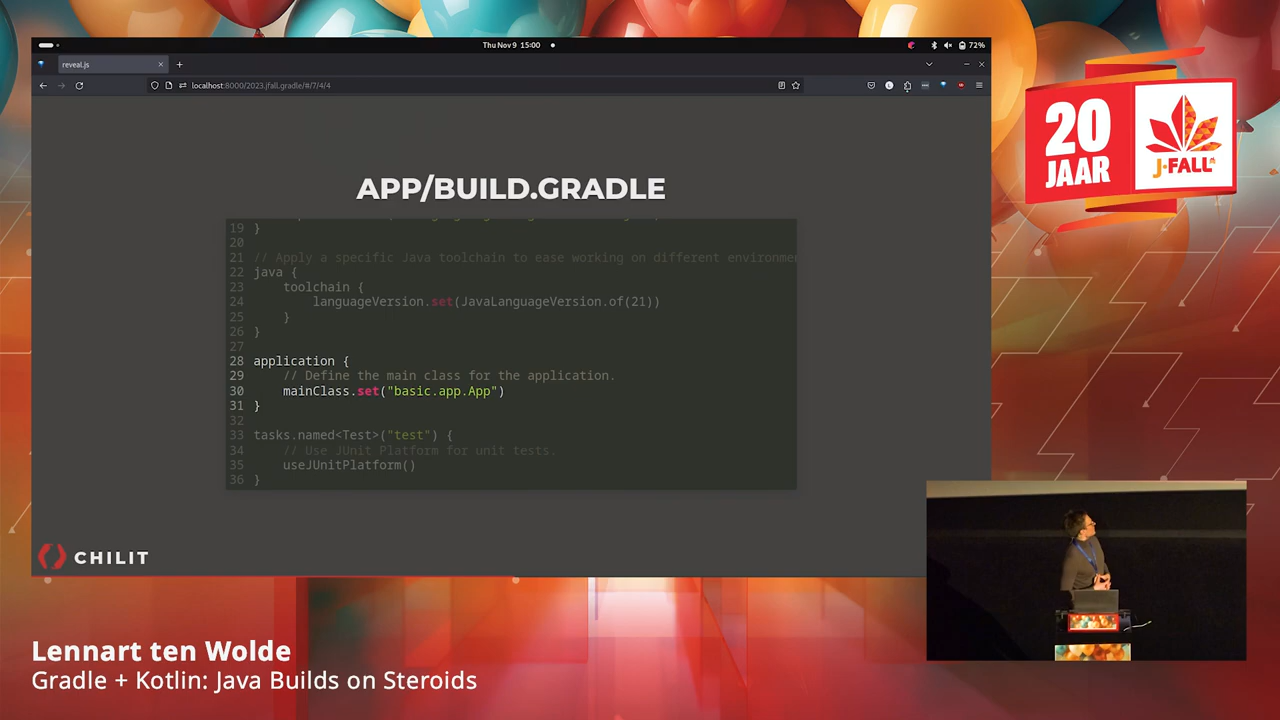 Thu Nov 9 15:00
72%
reveal.js
localhost:8000/2023.jfall.gradle/#/7/4/4
APP/BUILD.GRADLE
19 }
20
21 // Apply a specific Java toolchain to ease working on different environmen
22 java {
23 toolchain {
24 languageVersion.set(JavaLanguageVersion.of(21))
25 }
26 }
27
28 application {
29 // Define the main class for the application.
30 mainClass.set("basic.app.App")
31 }
32
33 tasks.named<Test>("test") {
34 // Use JUnit Platform for unit tests.
35 useJUnitPlatform()
36 }
CHILIT
20
JAAR
J-FALL
Lennart ten Wolde
Gradle + Kotlin: Java Builds on Steroids